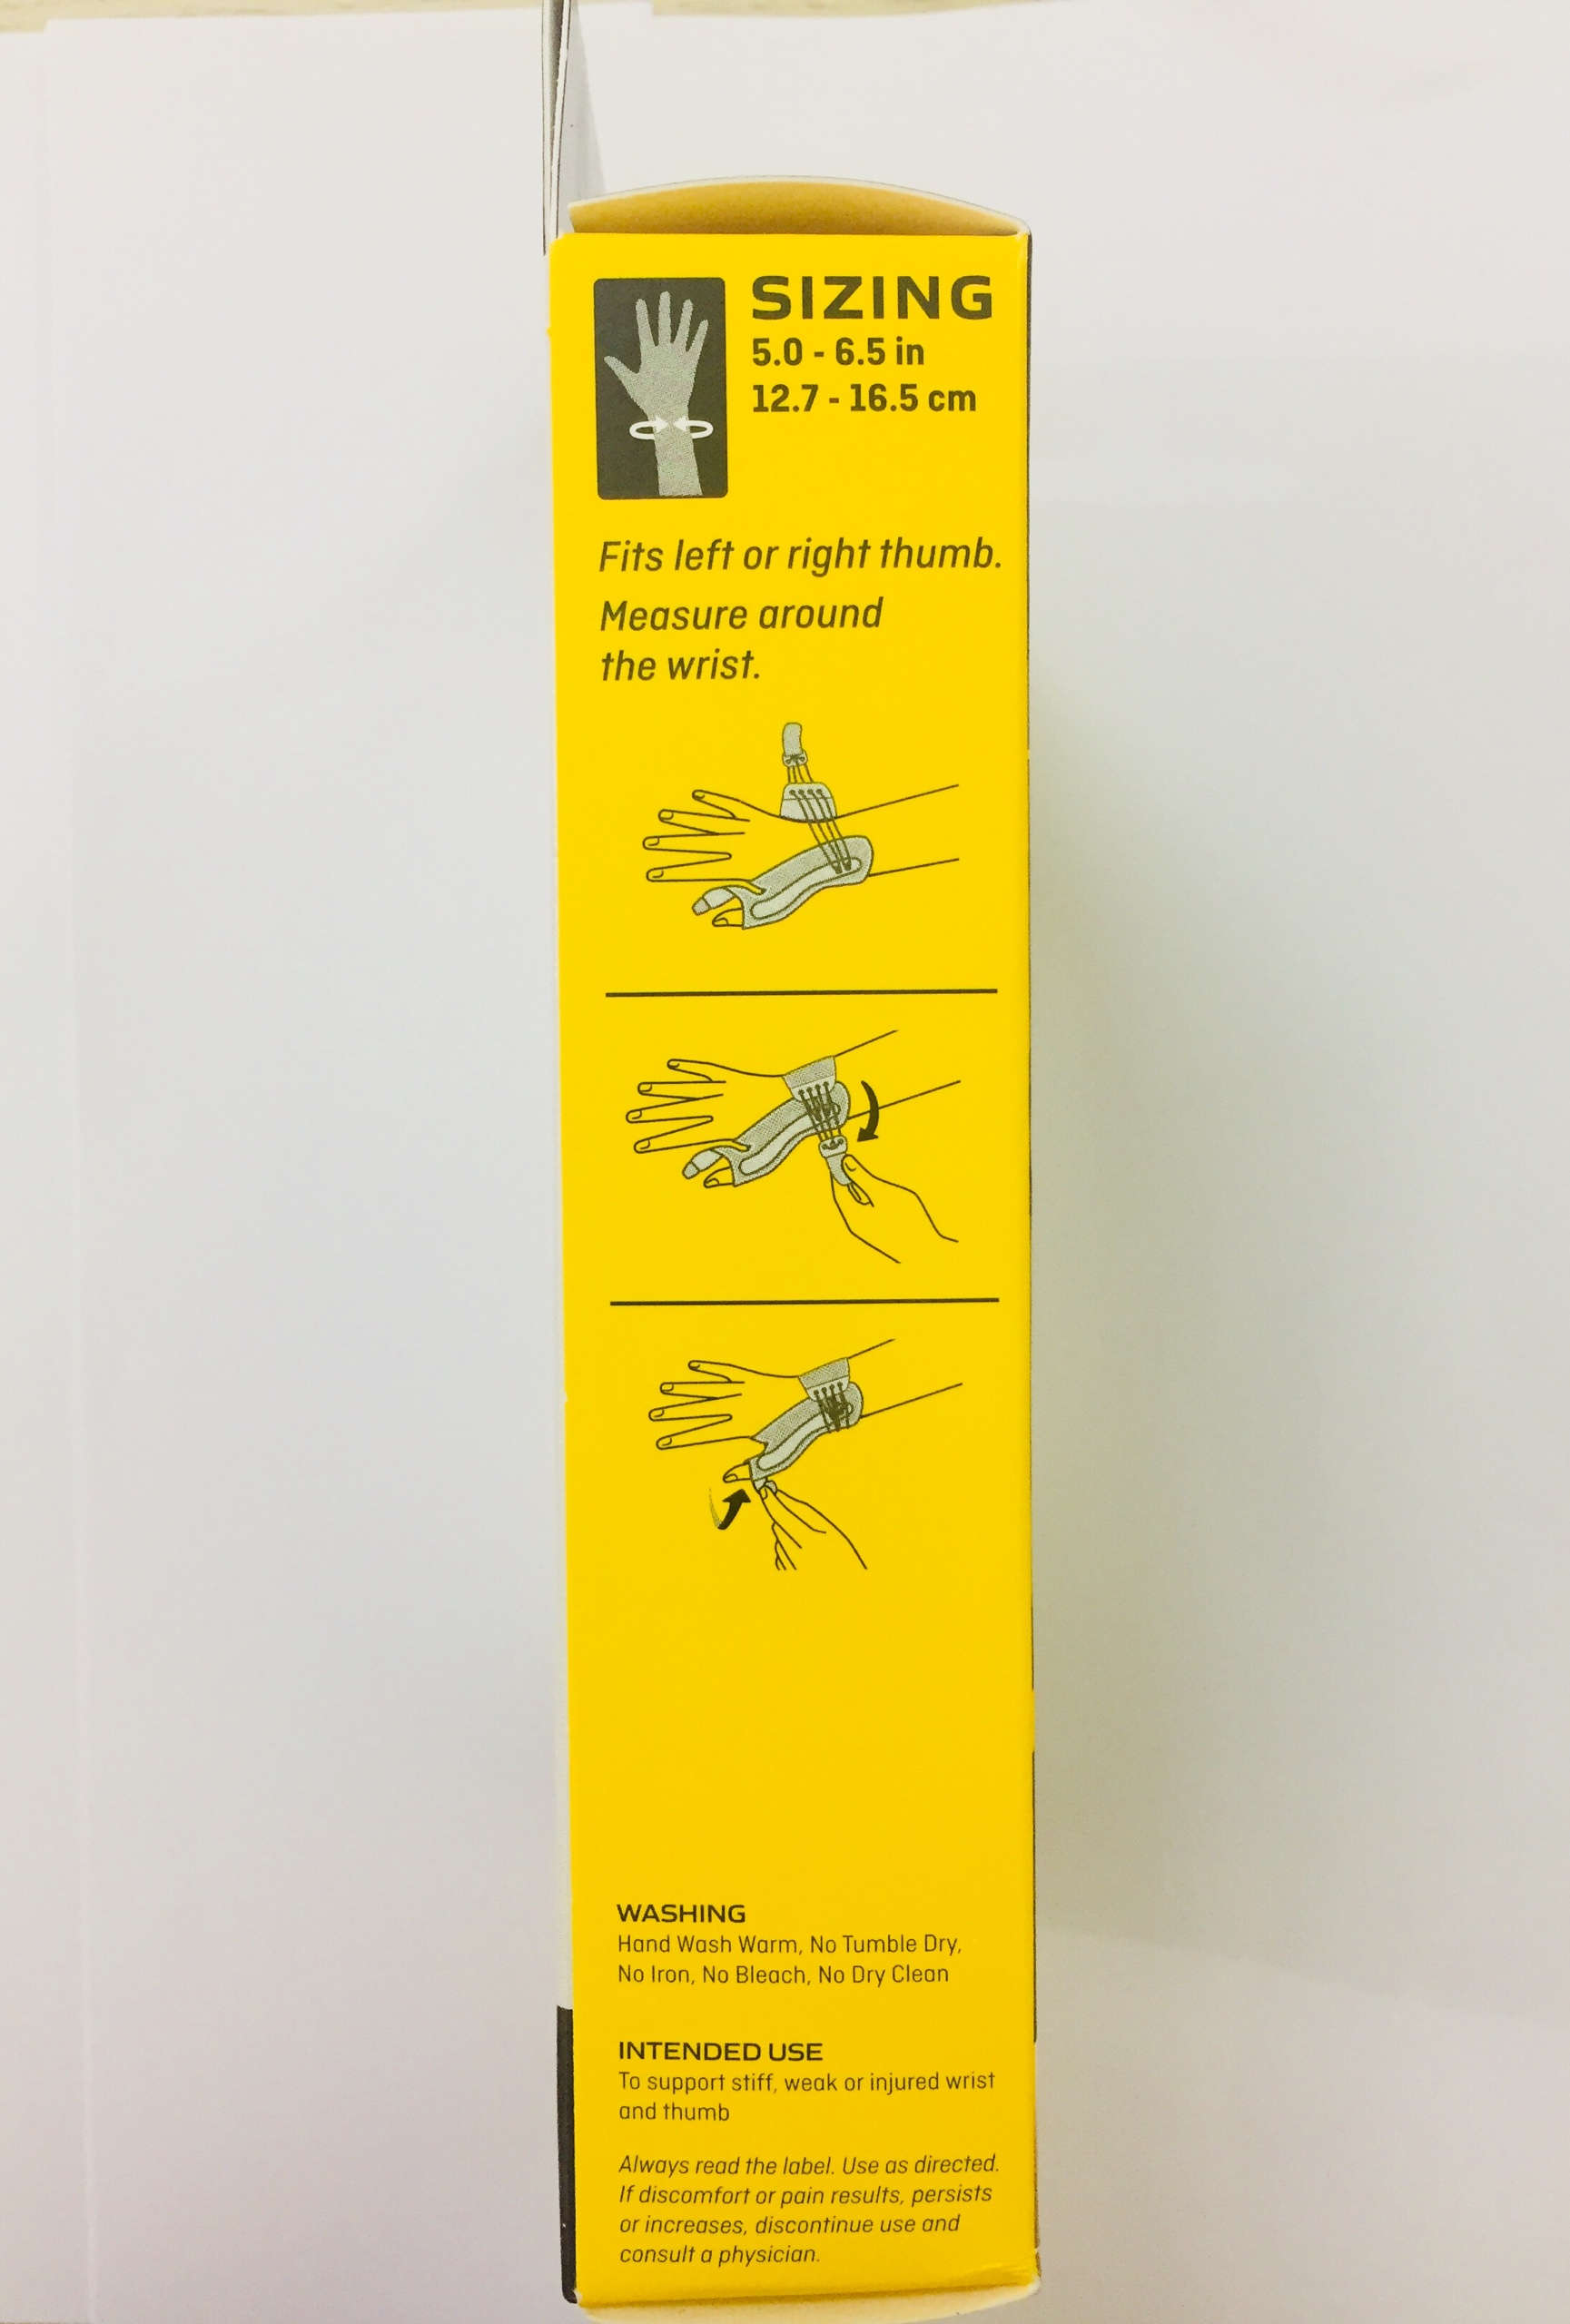 SIZING
5.0 - 6.5 in
12.7 - 16.5 cm
Fits left or right thumb.
Measure around
the wrist.
WASHING
Hand Wash Warm, No Tumble Dry,
No Iron, No Bleach, No Dry Clean
INTENDED USE
To support stiff, weak or injured wrist
and thumb
Always read the label. Use as directed.
If discomfort or pain results, persists
or increases, discontinue use and
consult a physician.